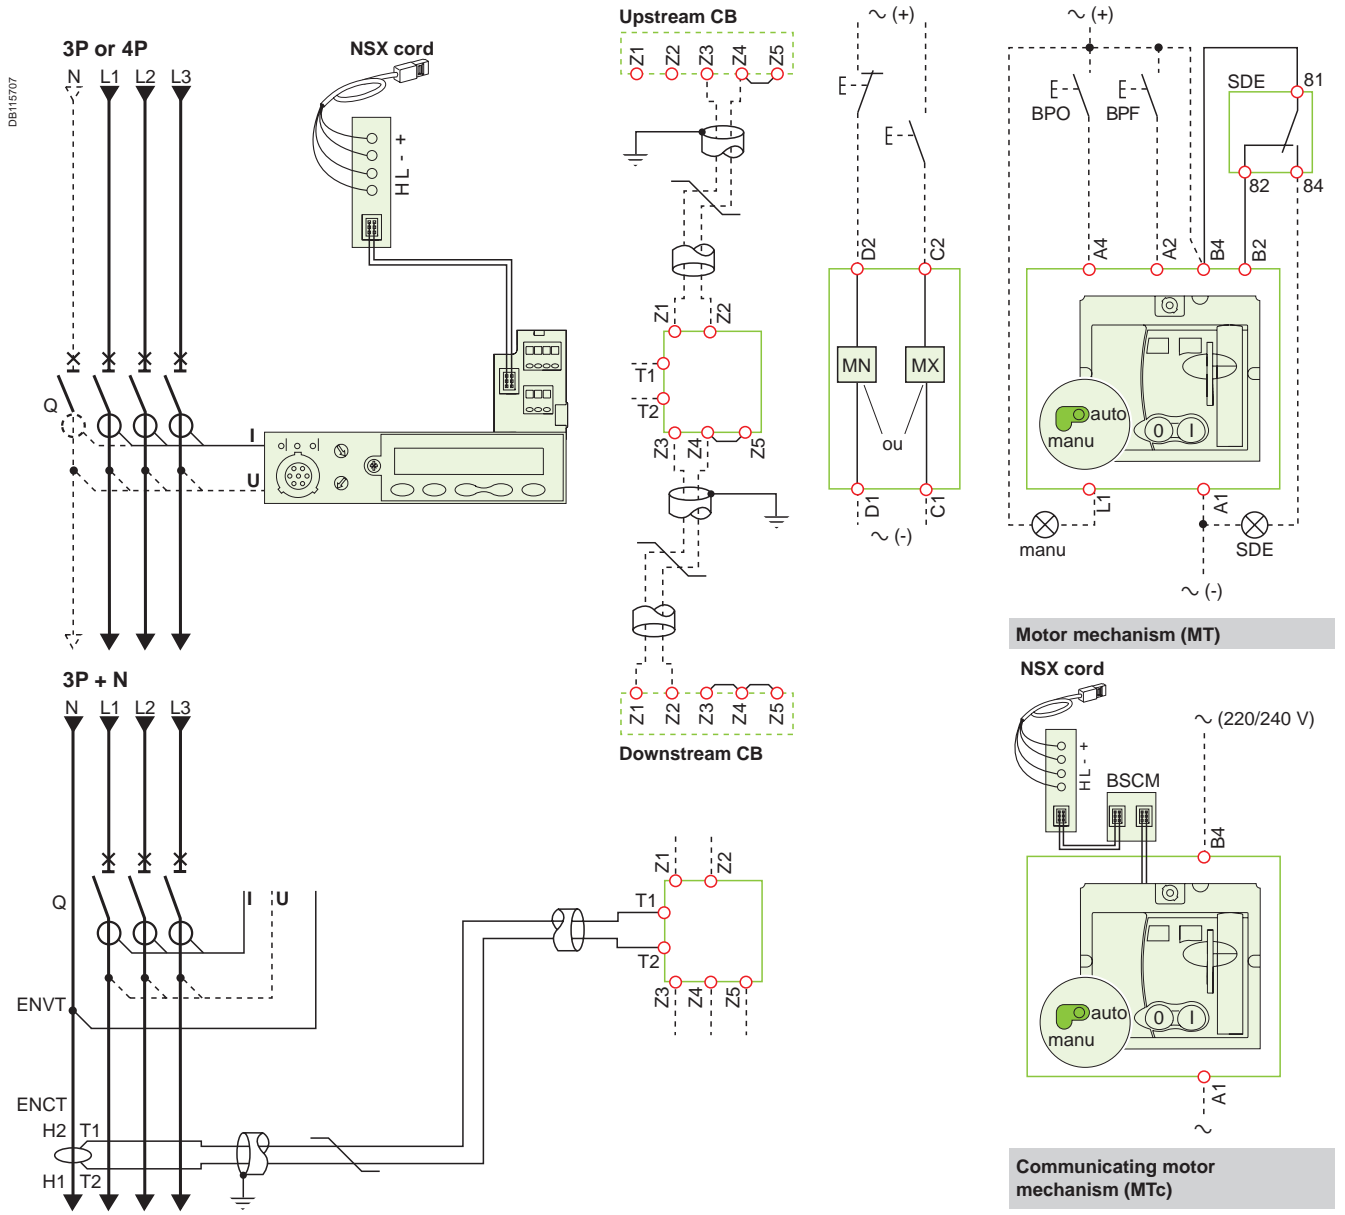 DB115707
3P or 4P
N L1 L2 L3
Q
I
U
NSX cord
H L - +
Upstream CB
Z1 Z2 Z3 Z4 Z5
Z1 Z2
T1
T2
Z3 Z4 Z5
Z1 Z2 Z3 Z4 Z5
Downstream CB
∼ (+)
D2 C2
MN MX
ou
D1 C1
∼ (-)
∼ (+)
BPO BPF
SDE 81
82 84
A4 A2 B4 B2
auto
manu
0 I
L1 A1
manu SDE
∼ (-)
Motor mechanism (MT)
3P + N
N L1 L2 L3
Q
I U
ENVT
ENCT
H2 T1
H1 T2
Z1 Z2
T1
T2
Z3 Z4 Z5
NSX cord
H L - +
BSCM
∼ (220/240 V)
B4
auto
manu
0 I
A1
∼
Communicating motor
mechanism (MTc)